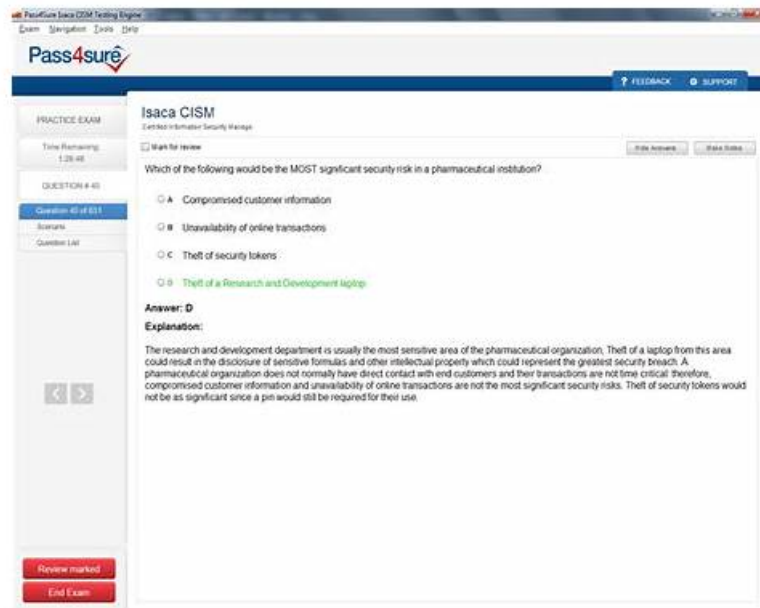 Pass4Sure Isaca CISM Testing Engine
Exam Navigation Tools Help
Pass4sure
? FEEDBACK SUPPORT
PRACTICE EXAM
Time Remaining:
QUESTION # 40
Question 40 of 631
Scenario
Question List
Isaca CISM
Certified Information Security Manage
Mark for review
Hide Answers Make Notes
Which of the following would be the MOST significant security risk in a pharmaceutical institution?
A Compromised customer information
B Unavailability of online transactions
C Theft of security tokens
D Theft of a Research and Development laptop
Answer: D
Explanation:
The research and development department is usually the most sensitive area of the pharmaceutical organization, Theft of a laptop from this area
could result in the disclosure of sensitive formulas and other intellectual property which could represent the greatest security breach. A
pharmaceutical organization does not normally have direct contact with end customers and their transactions are not time critical: therefore,
compromised customer information and unavailability of online transactions are not the most significant security risks. Theft of security tokens would
not be as significant since a pin would still be required for their use.
Review marked
End Exam